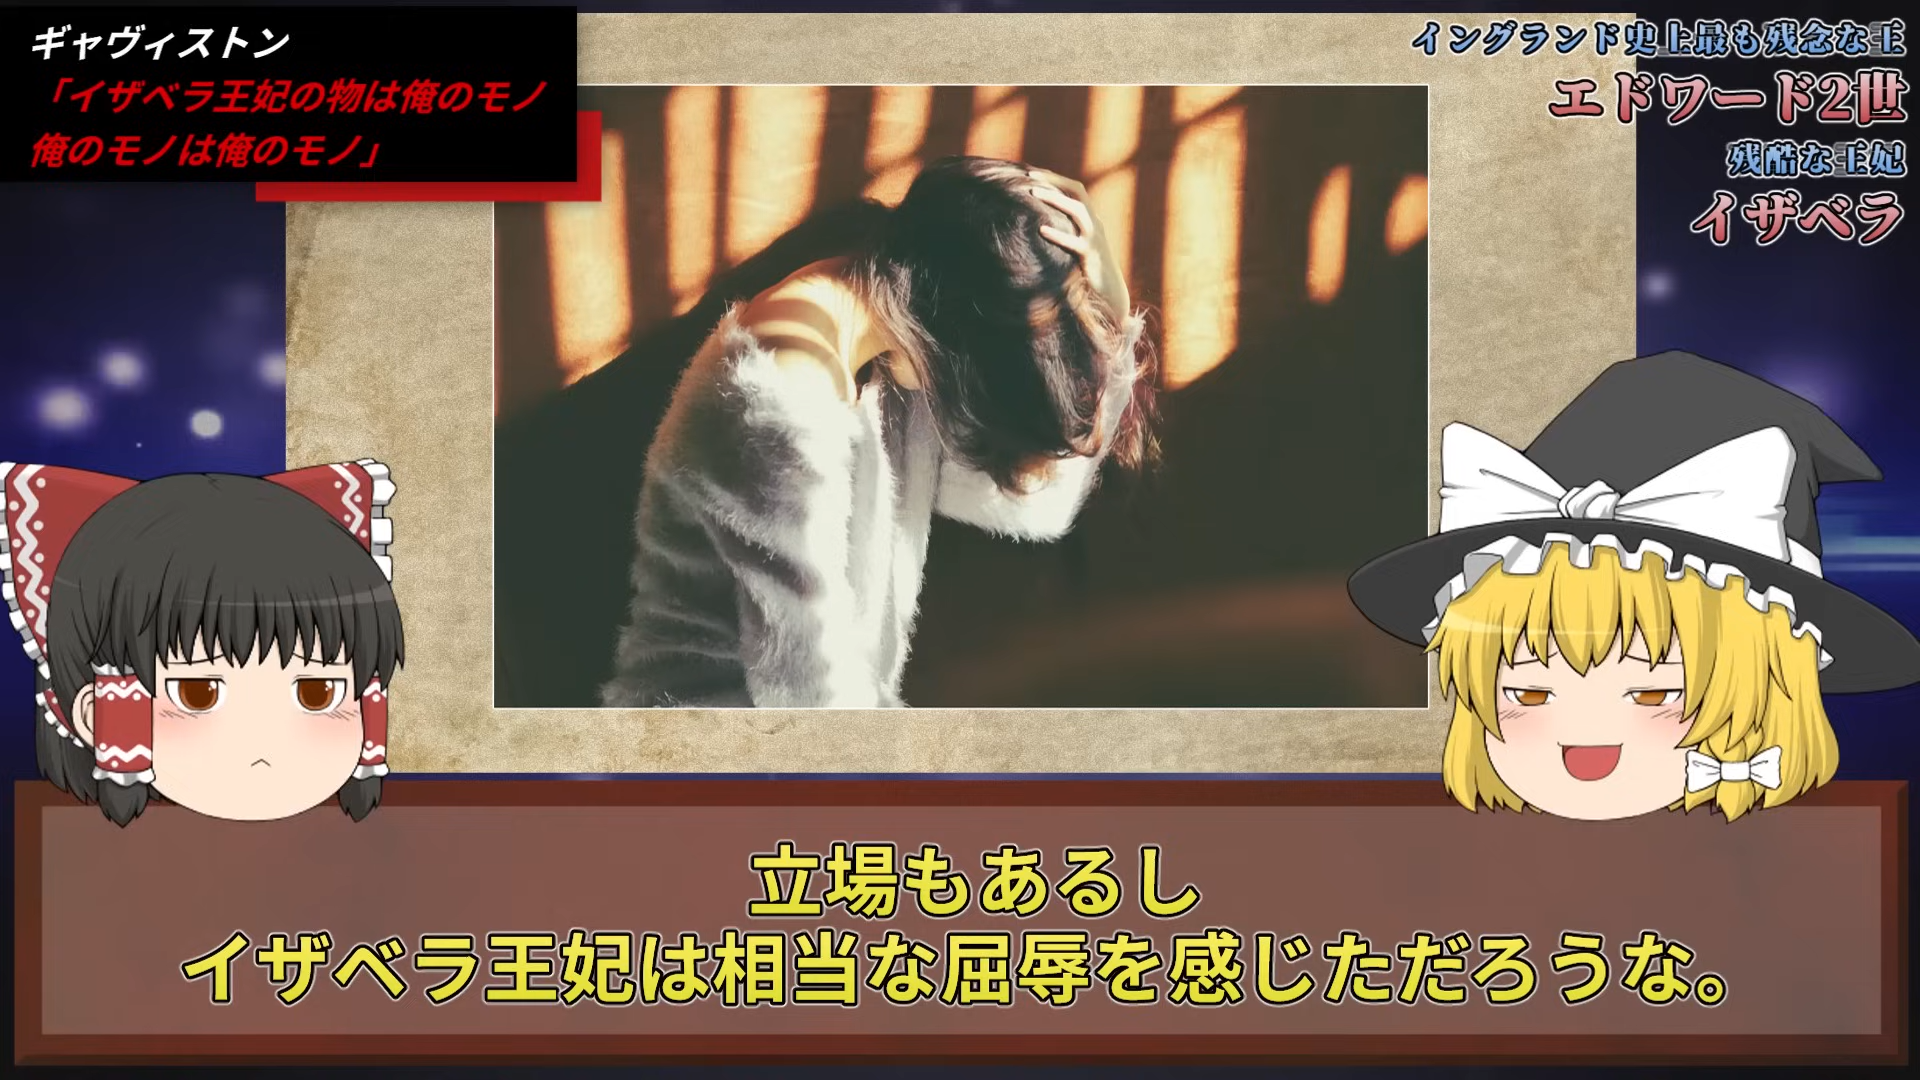 ギャヴィストン
「イザベラ王妃の物は俺のモノ
俺のモノは俺のモノ」
イングランド史上最も残念な王
エドワード2世
残酷な王妃
イザベラ
立場もあるし
イザベラ王妃は相当な屈辱を感じただろうな。